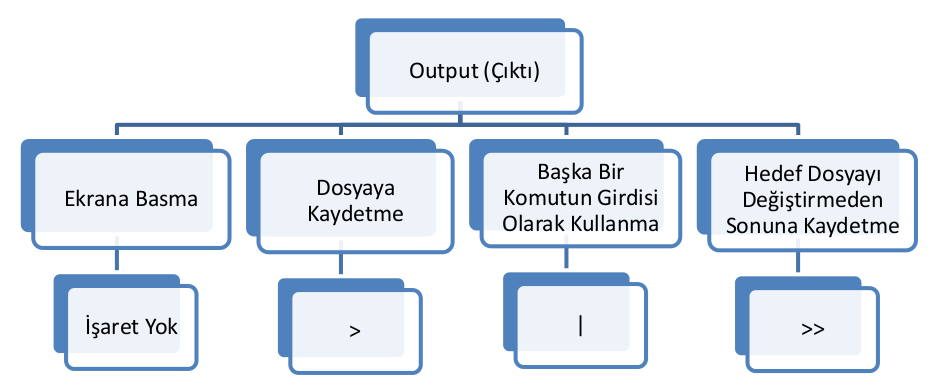 Output (Çıktı)
Ekrana Basma
Dosyaya
Kaydetme
Başka Bir
Komutun Girdisi
Olarak Kullanma
Hedef Dosyayı
Değiştirmeden
Sonuna Kaydetme
İşaret Yok
>
|
>>